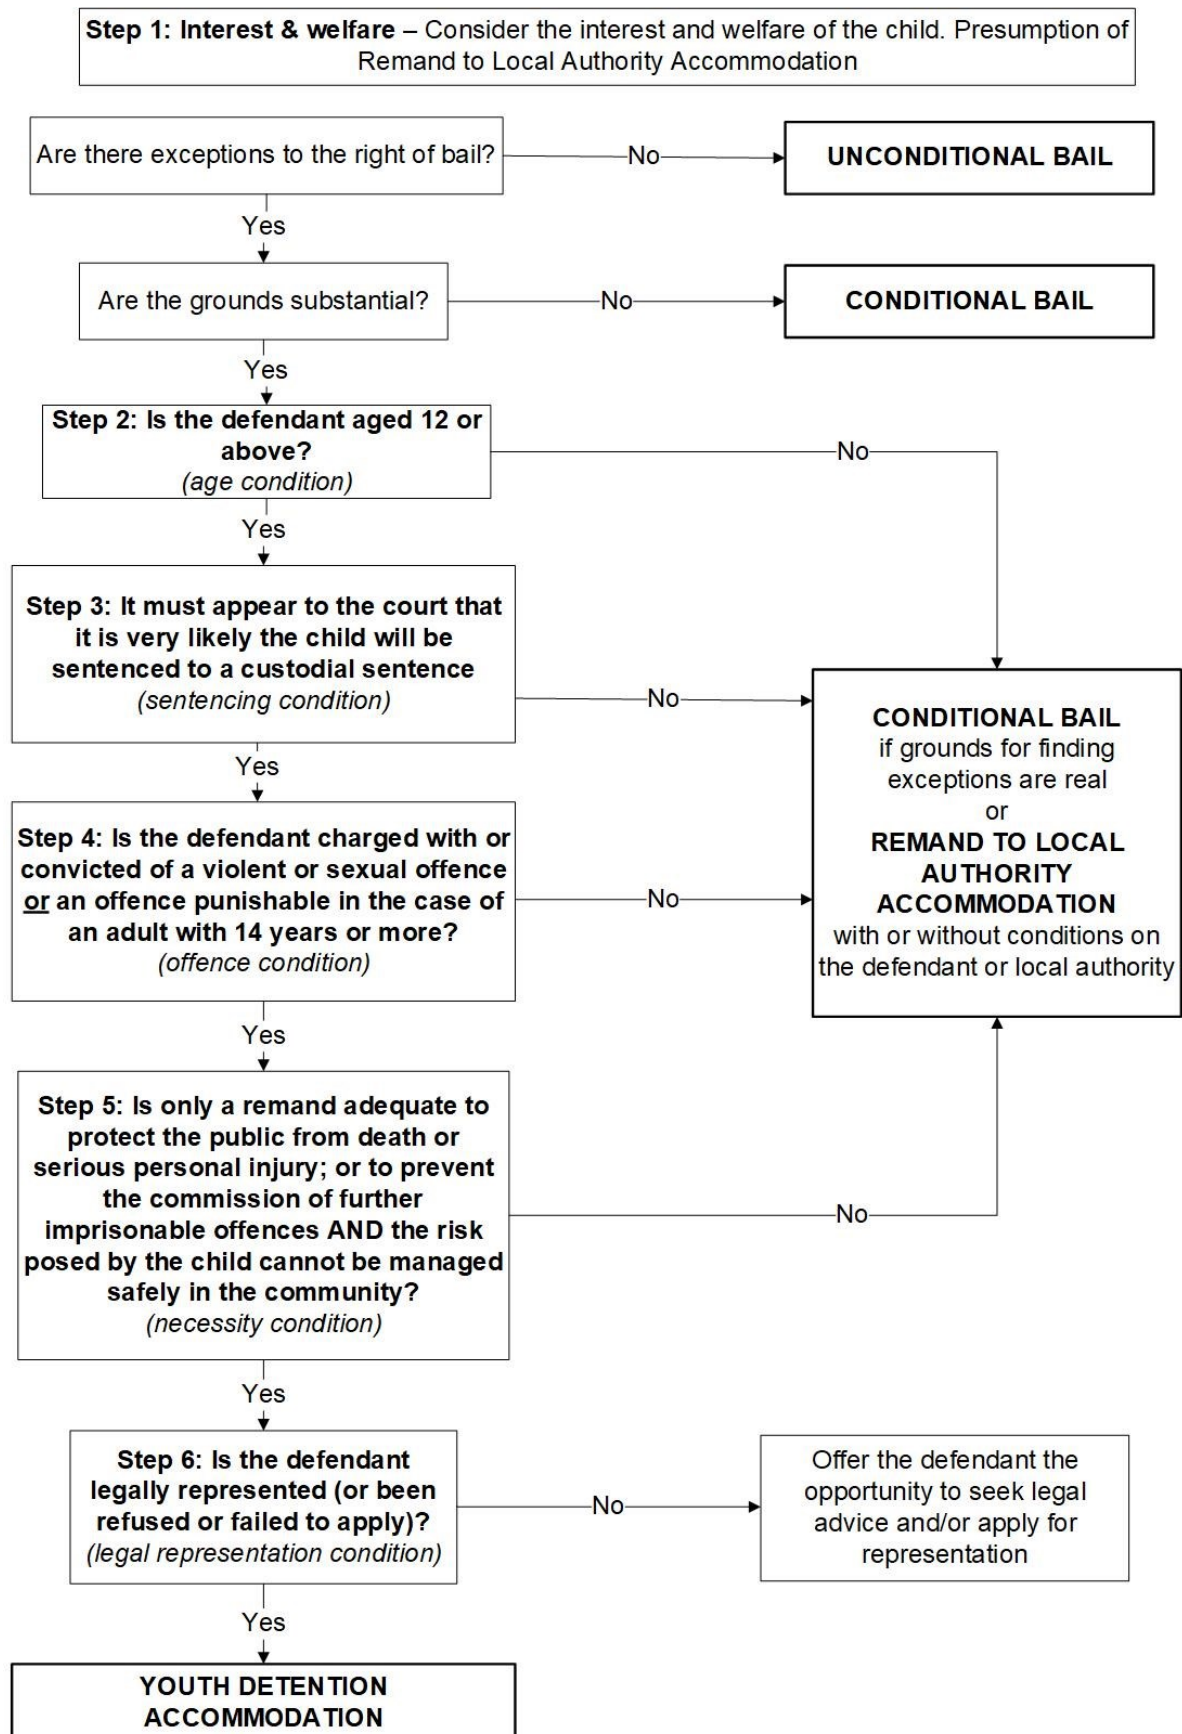 Step 1: Interest & welfare – Consider the interest and welfare of the child. Presumption of
Remand to Local Authority Accommodation
Are there exceptions to the right of bail?
No
UNCONDITIONAL BAIL
Yes
Are the grounds substantial?
No
CONDITIONAL BAIL
Yes
Step 2: Is the defendant aged 12 or
above?
(age condition)
No
Yes
Step 3: It must appear to the court that
it is very likely the child will be
sentenced to a custodial sentence
(sentencing condition)
No
Yes
Step 4: Is the defendant charged with or
convicted of a violent or sexual offence
or an offence punishable in the case of
an adult with 14 years or more?
(offence condition)
No
CONDITIONAL BAIL
if grounds for finding
exceptions are real
or
REMAND TO LOCAL
AUTHORITY
ACCOMMODATION
with or without conditions on
the defendant or local authority
Yes
Step 5: Is only a remand adequate to
protect the public from death or
serious personal injury; or to prevent
the commission of further
imprisonable offences AND the risk
posed by the child cannot be managed
safely in the community?
(necessity condition)
No
Yes
Step 6: Is the defendant
legally represented (or been
refused or failed to apply)?
(legal representation condition)
No
Offer the defendant the
opportunity to seek legal
advice and/or apply for
representation
Yes
YOUTH DETENTION
ACCOMMODATION